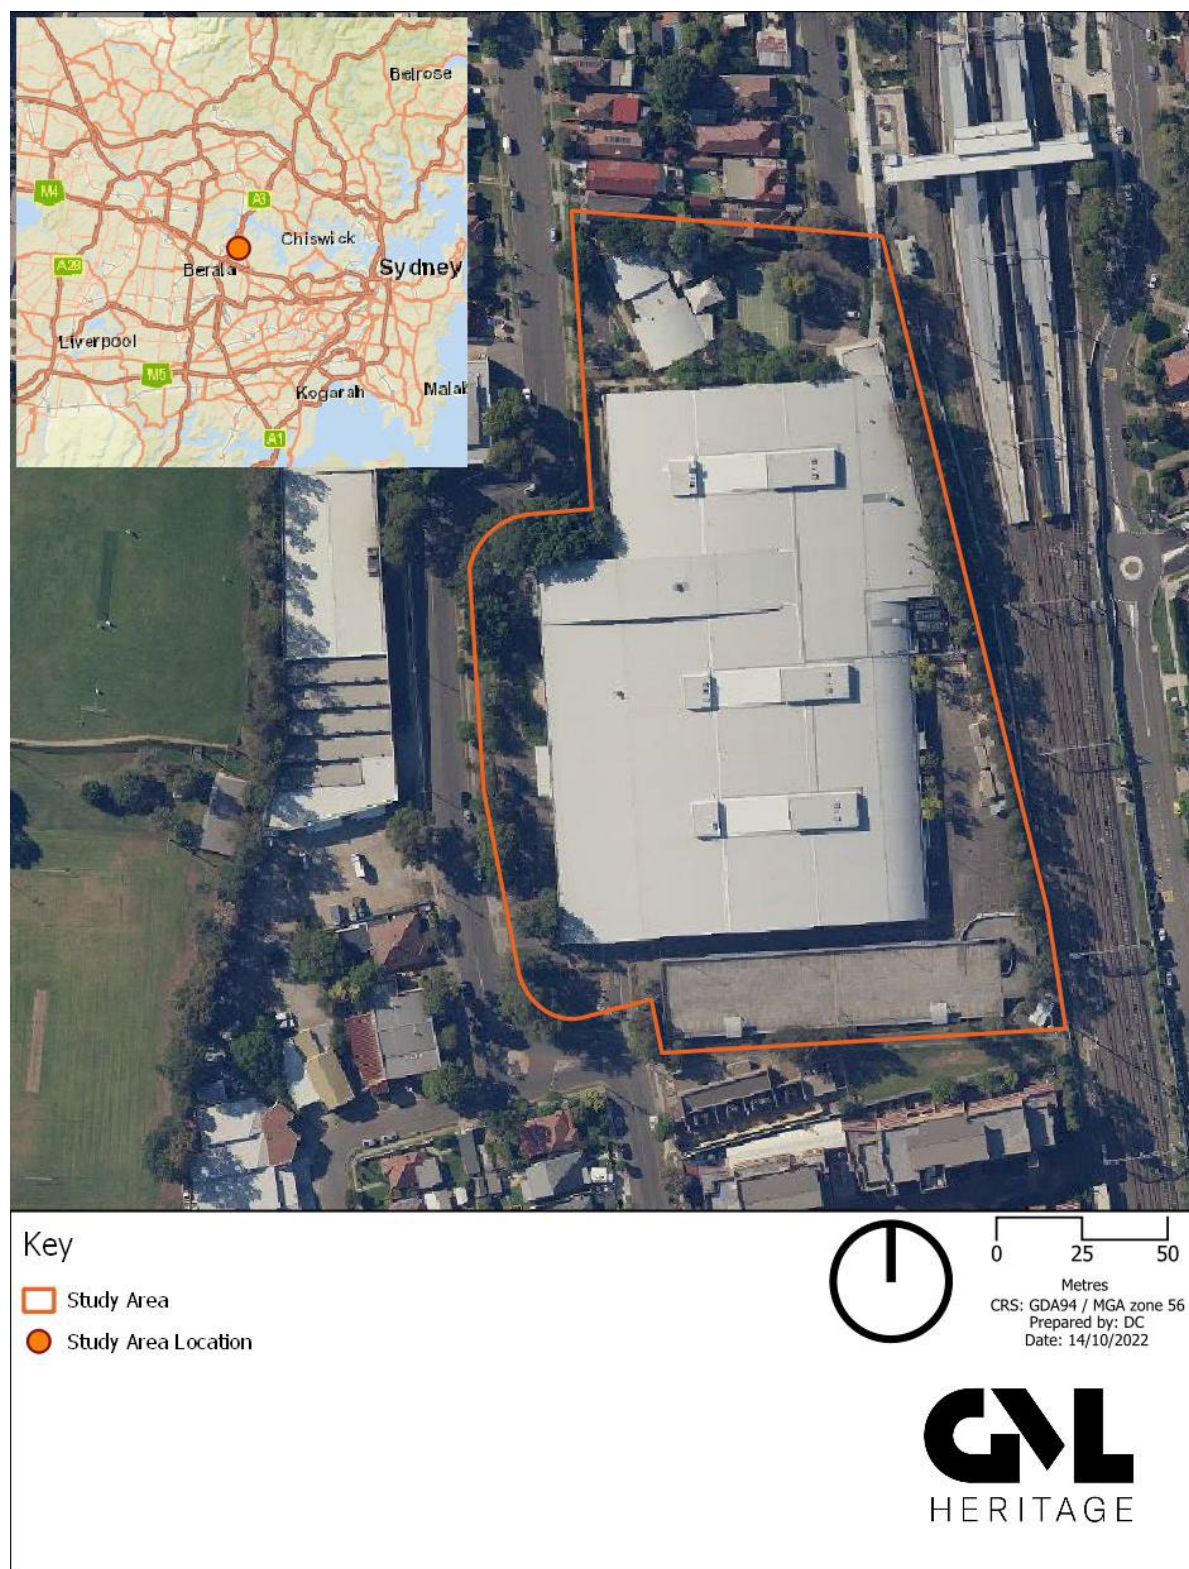 Belrose
M4
A3
Chiswick
Berala
Sydney
A28
Liverpool
M5
Kogarah
Malab
A1
Key
Study Area
Study Area Location
0 25 50
Metres
CRS: GDA94 / MGA zone 56
Prepared by: DC
Date: 14/10/2022
GML
HERITAGE